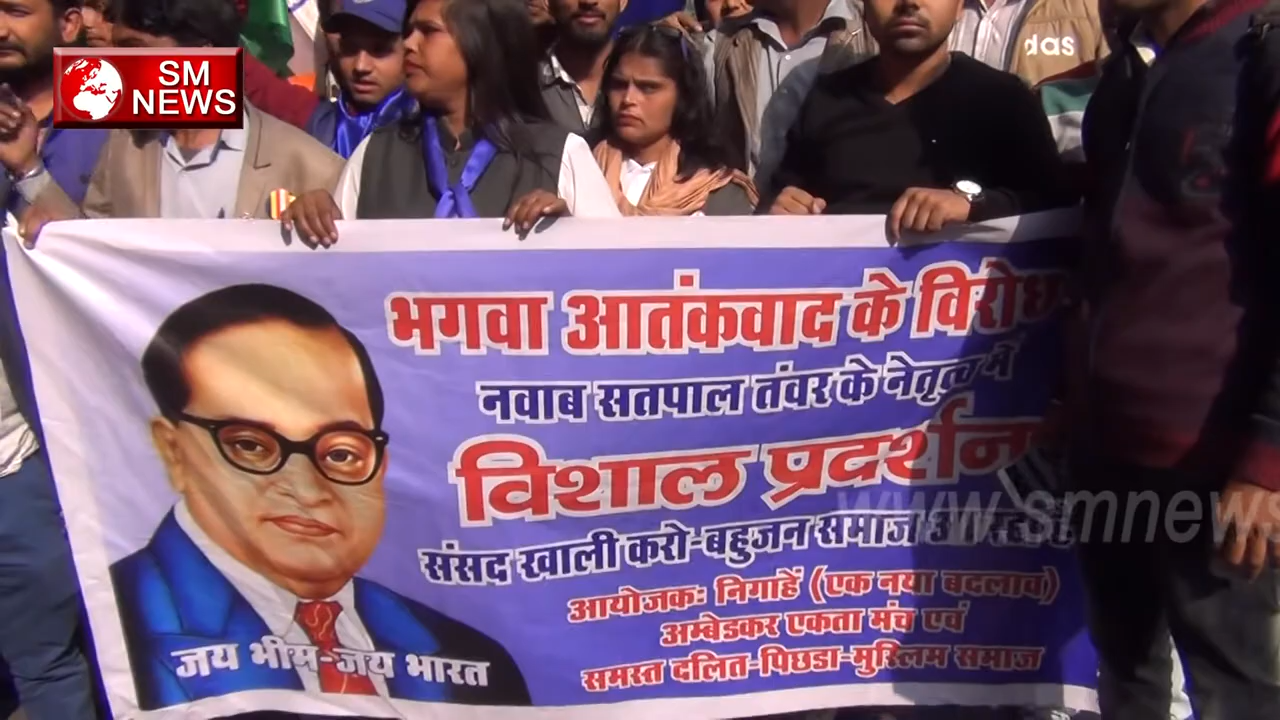 SM
NEWS
das
भगवा आतंकवाद के विरोध
नवाब सतपाल तंवर के नेतृत्व में
विशाल प्रदर्शन
संसद खाली करो-बहुजन समाज
www.smnews
आयोजकः निगाहें (एक नया बदलाव)
अम्बेडकर एकता मंच एवं
समस्त दलित-पिछडा-मुस्लिम समाज
जय भीम-जय भारत